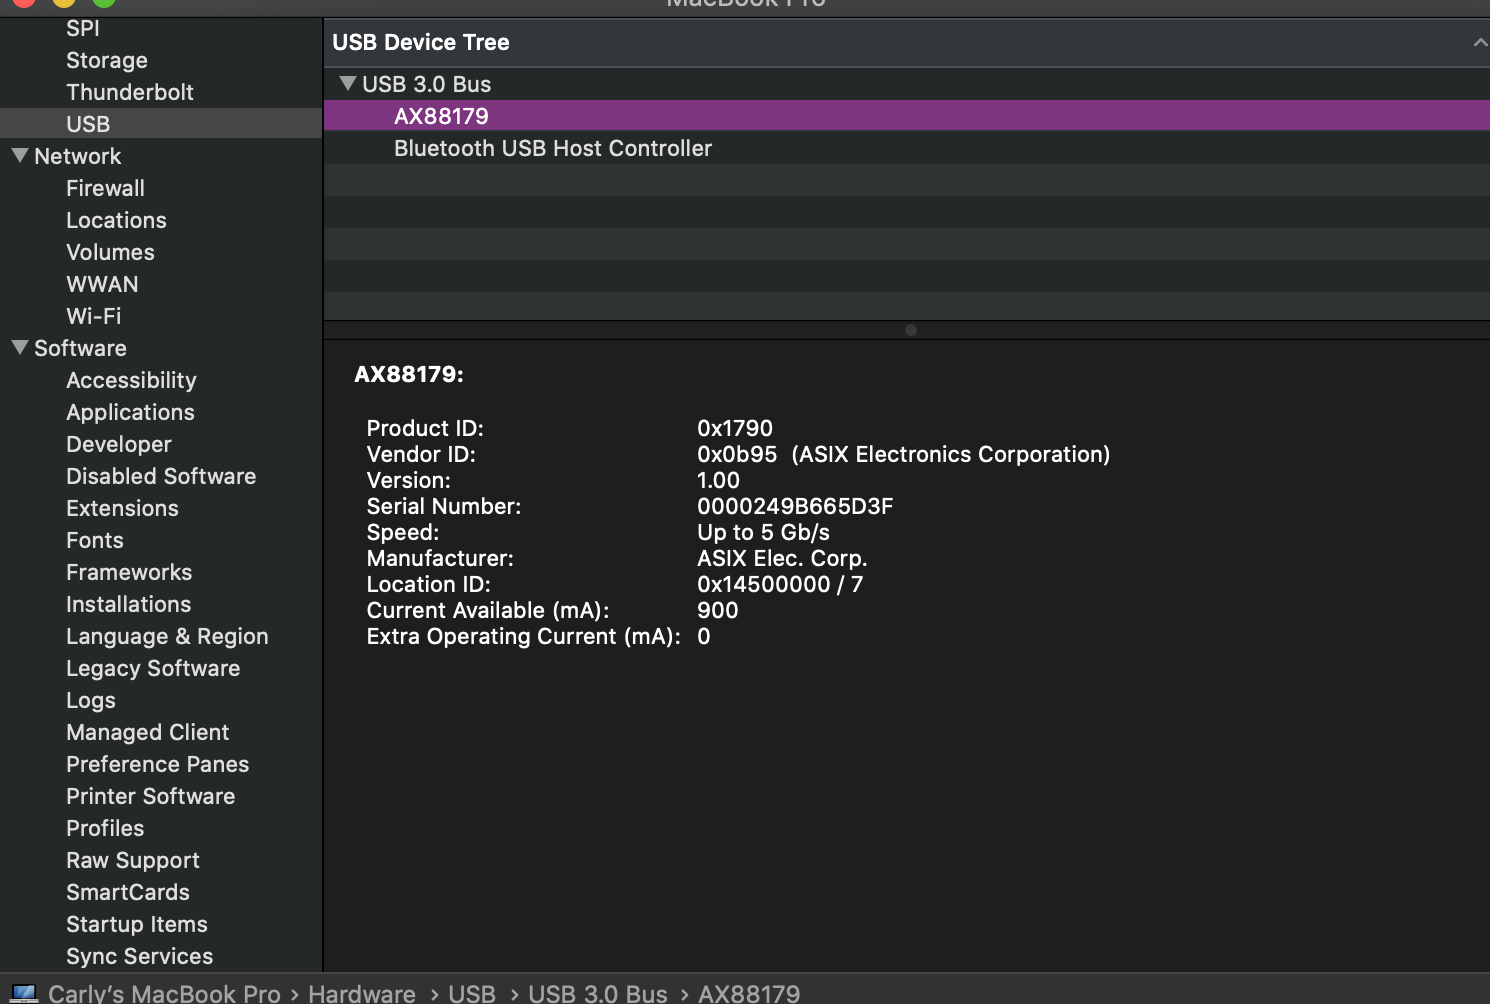 MacBook Pro
SPI
Storage
Thunderbolt
USB
Network
Firewall
Locations
Volumes
WWAN
Wi-Fi
Software
Accessibility
Applications
Developer
Disabled Software
Extensions
Fonts
Frameworks
Installations
Language & Region
Legacy Software
Logs
Managed Client
Preference Panes
Printer Software
Profiles
Raw Support
SmartCards
Startup Items
Sync Services
USB Device Tree
USB 3.0 Bus
AX88179
Bluetooth USB Host Controller
AX88179:
Product ID: 0x1790
Vendor ID: 0x0b95 (ASIX Electronics Corporation)
Version: 1.00
Serial Number: 0000249B665D3F
Speed: Up to 5 Gb/s
Manufacturer: ASIX Elec. Corp.
Location ID: 0x14500000 / 7
Current Available (mA): 900
Extra Operating Current (mA): 0
Carly's MacBook Pro › Hardware › USB › USB 3.0 Bus › AX88179